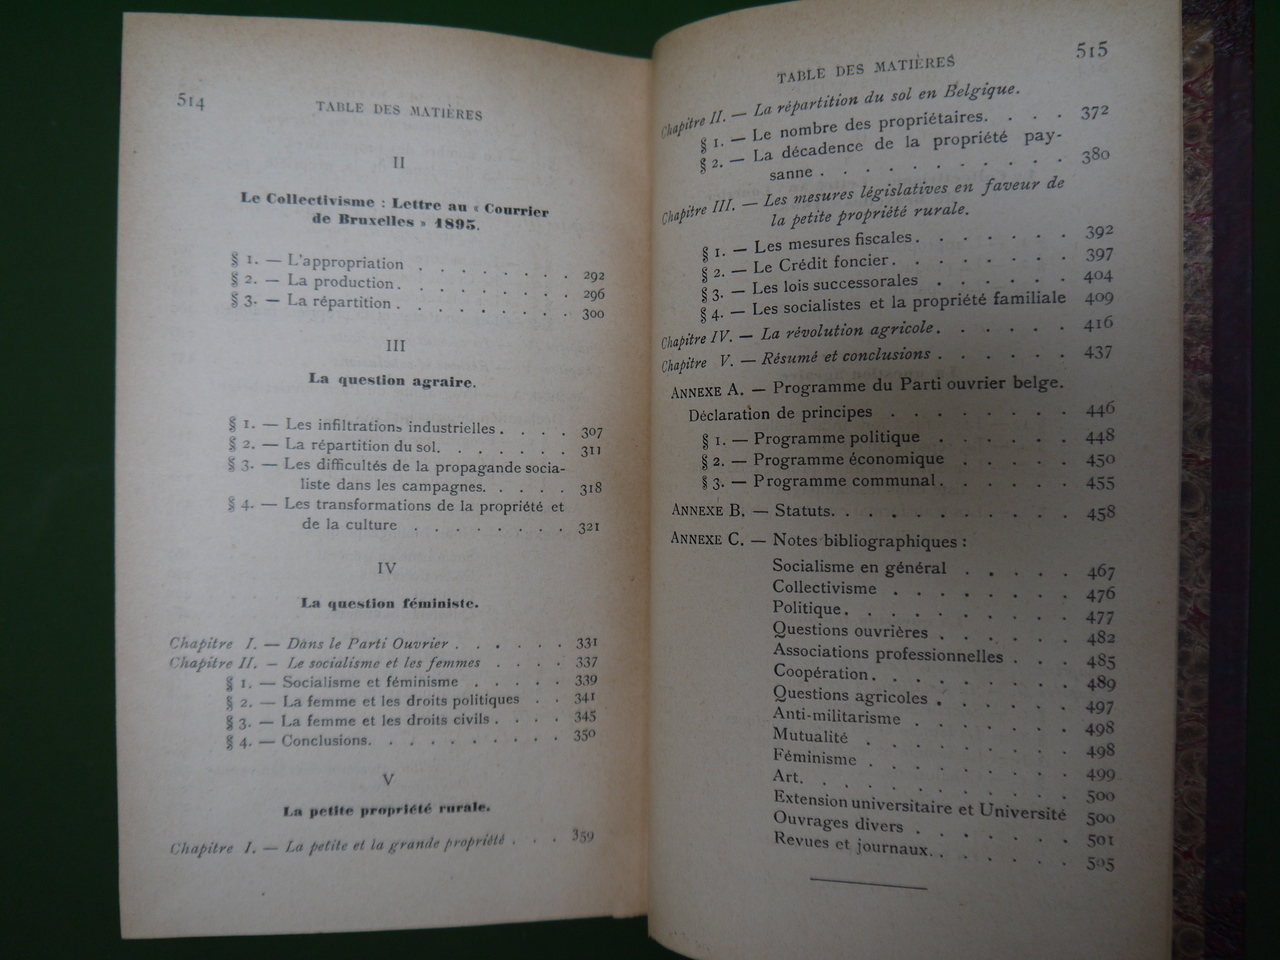 514
TABLE DES MATIÈRES
II
Le Collectivisme : Lettre au « Courrier
de Bruxelles » 1895.
§ 1. — L'appropriation . . . . . . . . 292
§ 2. — La production . . . . . . . . 296
§ 3. — La répartition . . . . . . . . 300
III
La question agraire.
§ 1. — Les infiltrations industrielles . . . . 307
§ 2. — La répartition du sol. . . . . . . 311
§ 3. — Les difficultés de la propagande socia-
liste dans les campagnes. . . . . 318
§ 4. — Les transformations de la propriété et
de la culture . . . . . . . . 321
IV
La question féministe.
Chapitre I. — Dans le Parti Ouvrier . . . . . . 331
Chapitre II. — Le socialisme et les femmes . . . . 337
§ 1. — Socialisme et féminisme . . . . . 339
§ 2. — La femme et les droits politiques . . 341
§ 3. — La femme et les droits civils . . . . 345
§ 4. — Conclusions. . . . . . . . . . 350
V
La petite propriété rurale.
Chapitre I. — La petite et la grande propriété . . . 359
515
TABLE DES MATIÈRES
Chapitre II. — La répartition du sol en Belgique.
§ 1. — Le nombre des propriétaires. . . . 372
§ 2. — La décadence de la propriété pay-
sanne . . . . . . . . . . 380
Chapitre III. — Les mesures législatives en faveur de
la petite propriété rurale.
§ 1. — Les mesures fiscales. . . . . . . 392
§ 2. — Le Crédit foncier. . . . . . . . 397
§ 3. — Les lois successorales . . . . . . 404
§ 4. — Les socialistes et la propriété familiale 409
Chapitre IV. — La révolution agricole. . . . . . 416
Chapitre V. — Résumé et conclusions . . . . . . 437
ANNEXE A. — Programme du Parti ouvrier belge.
Déclaration de principes . . . . . . . . 446
§ 1. — Programme politique . . . . . . 448
§ 2. — Programme économique . . . . . 450
§ 3. — Programme communal. . . . . . 455
ANNEXE B. — Statuts. . . . . . . . . . 458
ANNEXE C. — Notes bibliographiques :
Socialisme en général . . . . . 467
Collectivisme . . . . . . . . 476
Politique. . . . . . . . . . 477
Questions ouvrières . . . . . . 482
Associations professionnelles . . . 485
Coopération. . . . . . . . . 489
Questions agricoles . . . . . . 497
Anti-militarisme . . . . . . . 498
Mutualité . . . . . . . . . 498
Féminisme . . . . . . . . . 499
Art. . . . . . . . . . . . 500
Extension universitaire et Université 500
Ouvrages divers . . . . . . . 501
Revues et journaux. . . . . . . 505